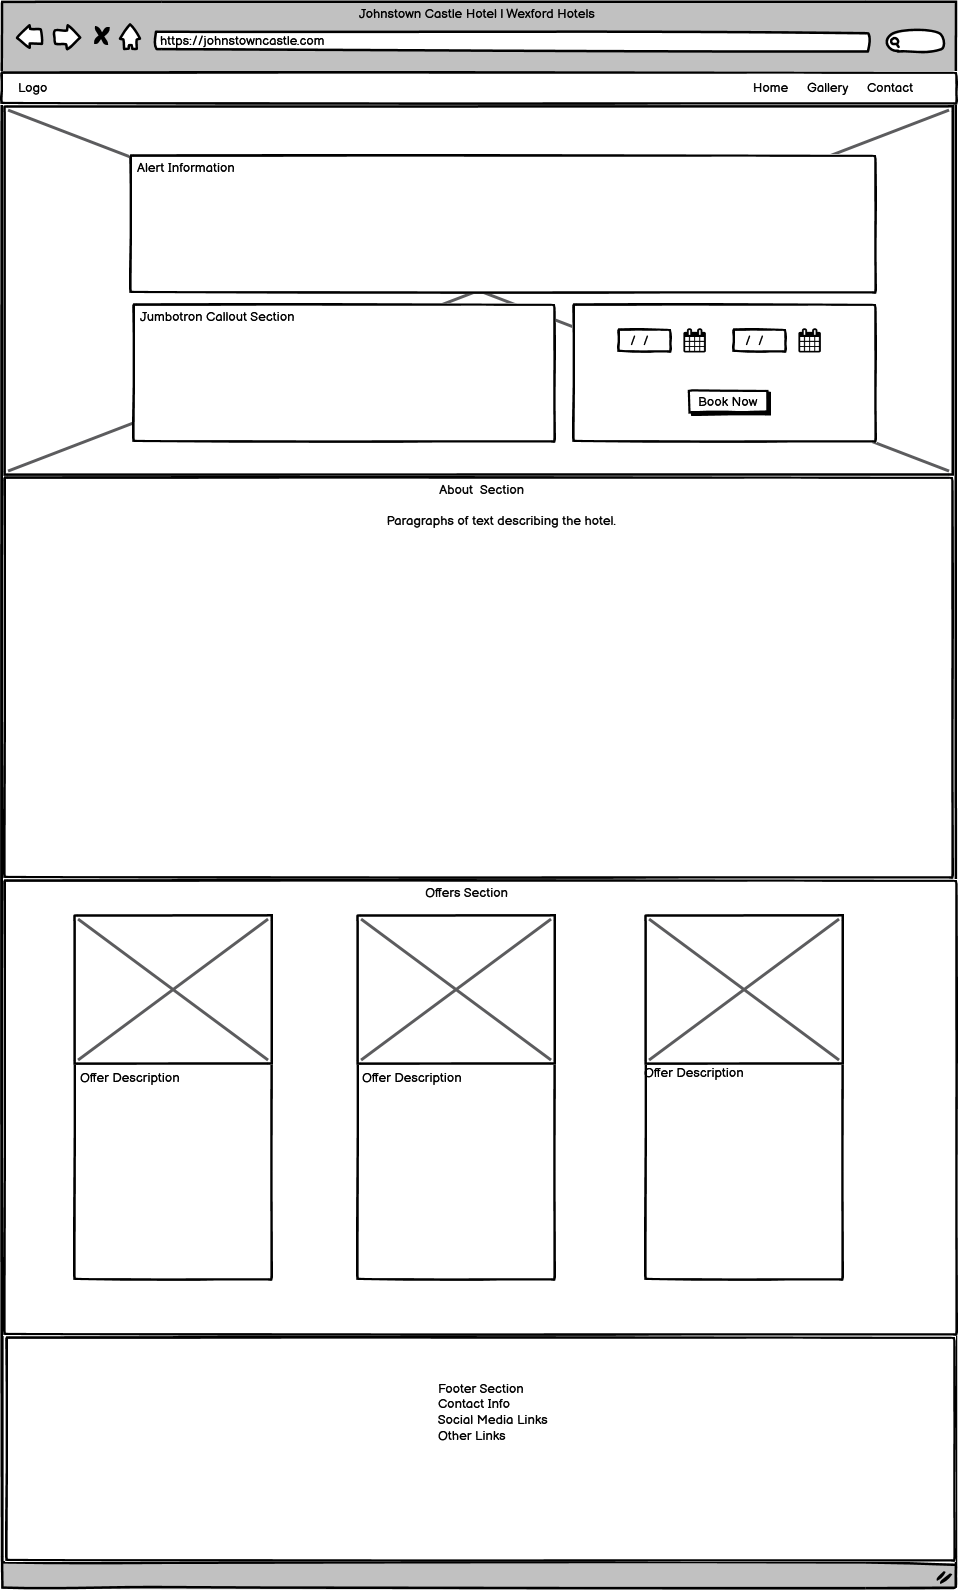 Johnstown Castle Hotel | Wexford Hotels
https://johnstowncastle.com
Logo
Home Gallery Contact
Alert Information
Jumbotron Callout Section
/ / / /
Book Now
About Section
Paragraphs of text describing the hotel.
Offers Section
Offer Description Offer Description Offer Description
Footer Section
Contact Info
Social Media Links
Other Links